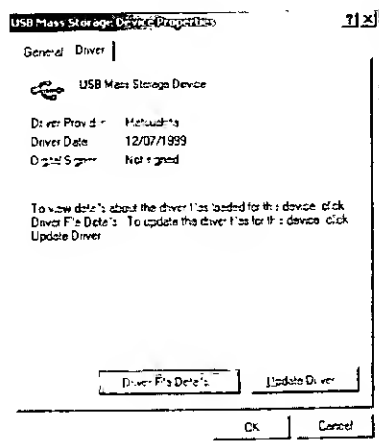 USB Mass Storage Device Properties ? x
General Driver
USB Mass Storage Device
Driver Provider: Matsushita
Driver Date: 12/07/1999
Digital Signer: Not signed
To view details about the driver files loaded for this device, click
Driver File Details. To update the driver files for this device, click
Update Driver.
Driver File Details... Update Driver...
OK Cancel